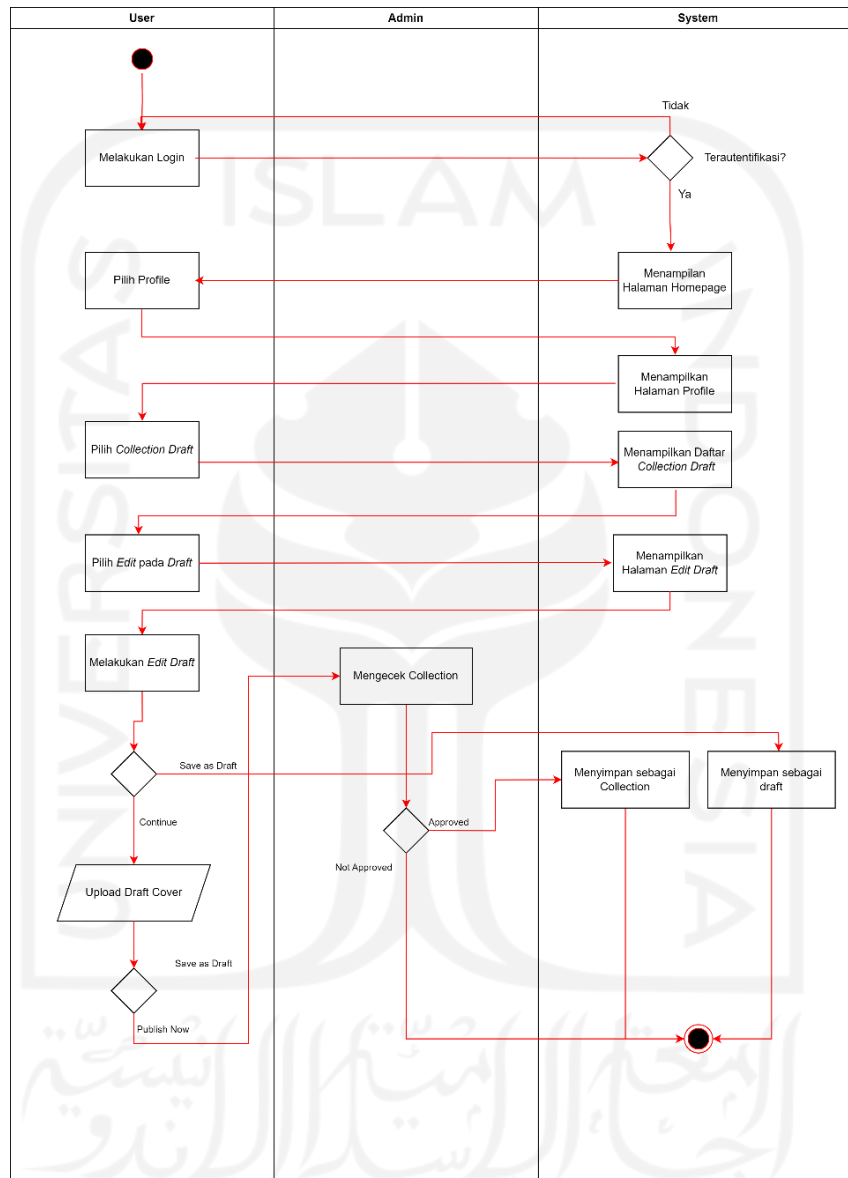 User
Admin
System
Tidak
Melakukan Login
Terautentifikasi?
Ya
Pilih Profile
Menampilan
Halaman Homepage
Menampilkan
Halaman Profile
Pilih Collection Draft
Menampilkan Daftar
Collection Draft
Pilih Edit pada Draft
Menampilkan
Halaman Edit Draft
Melakukan Edit Draft
Mengecek Collection
Save as Draft
Menyimpan sebagai
Collection
Menyimpan sebagai
draft
Continue
Approved
Not Approved
Upload Draft Cover
Save as Draft
Publish Now
UNIVERSITAS
ISLAM
INDONESIA